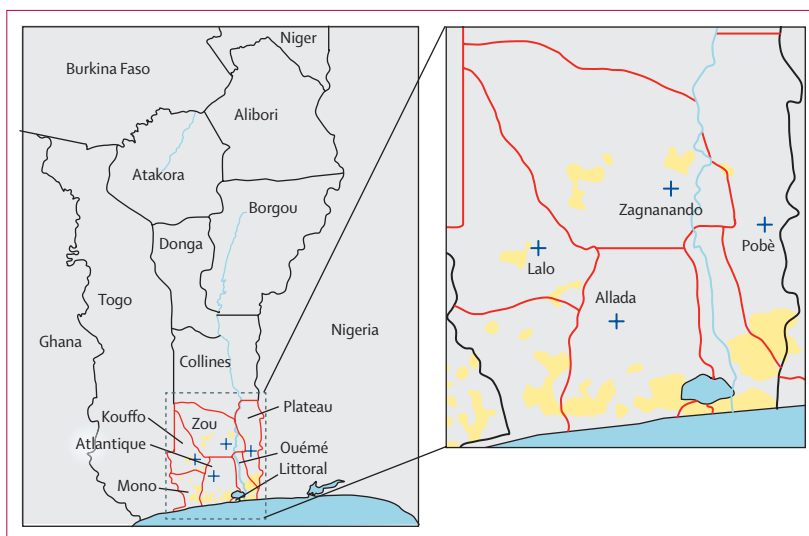 Niger
Burkina Faso
Alibori
Atakora
Borgou
Donga
Togo
Nigeria
Ghana
Collines
Plateau
Kouffo
Zou
Atlantique
Ouémé
Littoral
Mono
Zagnanando
Pobè
Lalo
Allada